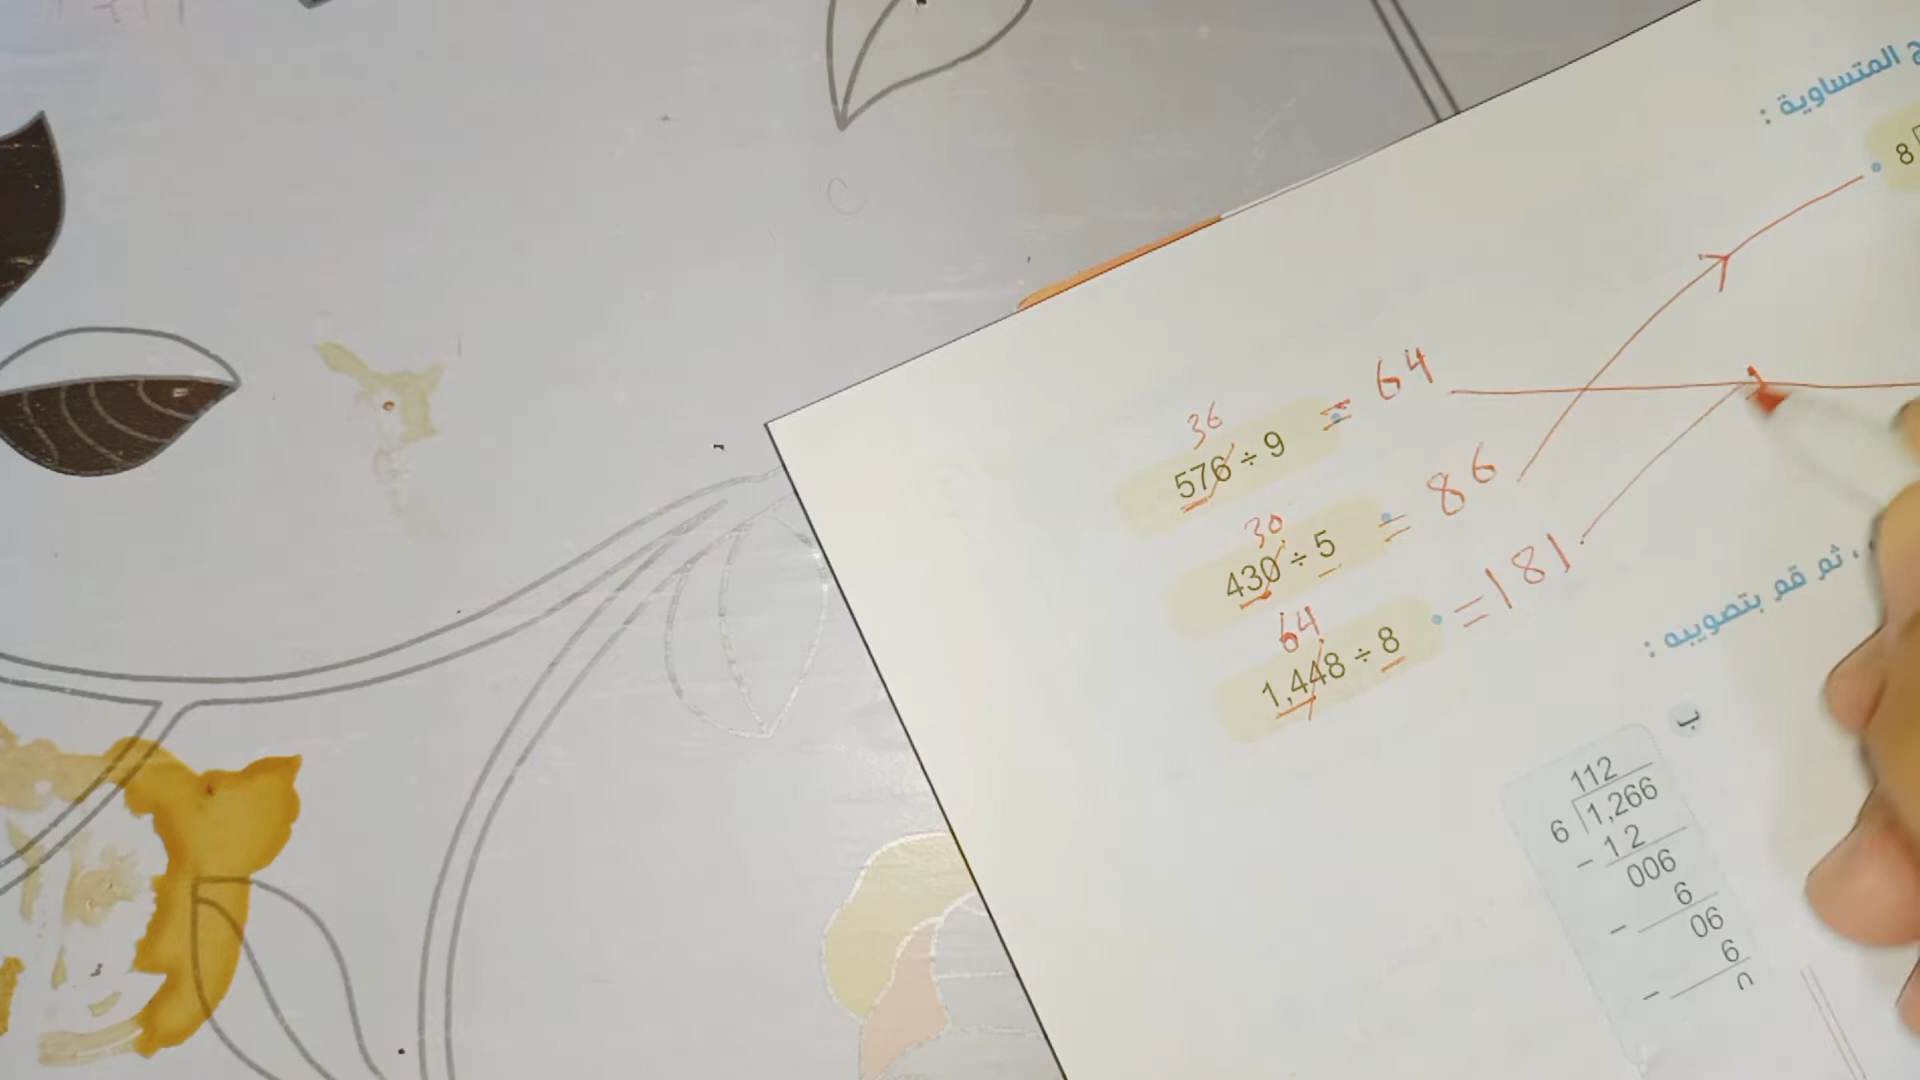 المتساوية :
8
36
576 ÷ 9 = 64
30
430 ÷ 5 = 86
64
1,448 ÷ 8 = 181
، ثم قم بتصويبه :
ب
112
6 1,266
- 12
006
- 6
06
- 6
0